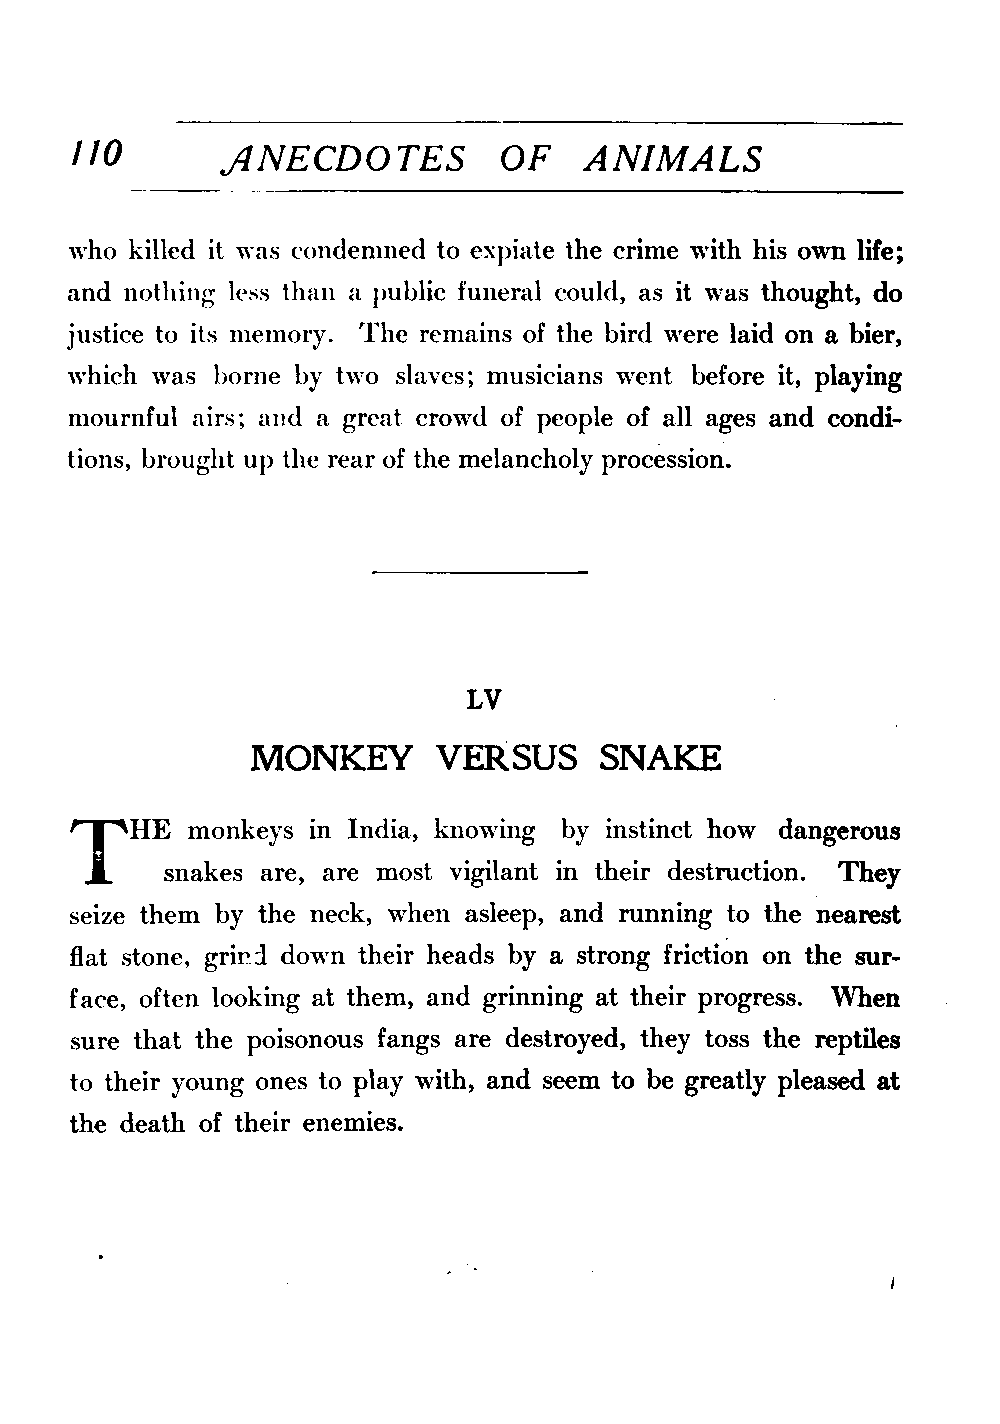 110 ANECDOTES OF ANIMALS
who killed it was condemned to expiate the crime with his own life;
and nothing less than a public funeral could, as it was thought, do
justice to its memory. The remains of the bird were laid on a bier,
which was borne by two slaves; musicians went before it, playing
mournful airs; and a great crowd of people of all ages and condi-
tions, brought up the rear of the melancholy procession.
LV
MONKEY VERSUS SNAKE
THE monkeys in India, knowing by instinct how dangerous
snakes are, are most vigilant in their destruction. They
seize them by the neck, when asleep, and running to the nearest
flat stone, grind down their heads by a strong friction on the sur-
face, often looking at them, and grinning at their progress. When
sure that the poisonous fangs are destroyed, they toss the reptiles
to their young ones to play with, and seem to be greatly pleased at
the death of their enemies.